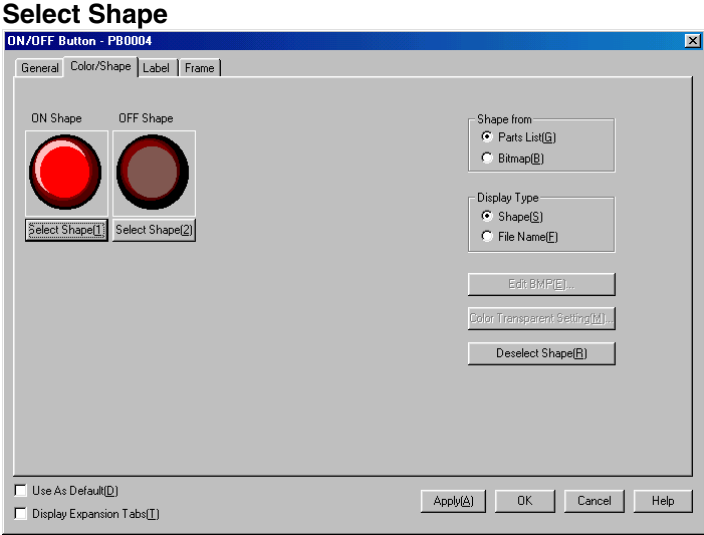 Select Shape
ON/OFF Button - PB0004
General Color/Shape Label Frame
ON Shape OFF Shape
Select Shape(1) Select Shape(2)
Shape from
Parts List(G)
Bitmap(B)
Display Type
Shape(S)
File Name(F)
Edit BMP(E)...
Color Transparent Setting(M)...
Deselect Shape(R)
Use As Default(D)
Display Expansion Tabs(T)
Apply(A) OK Cancel Help